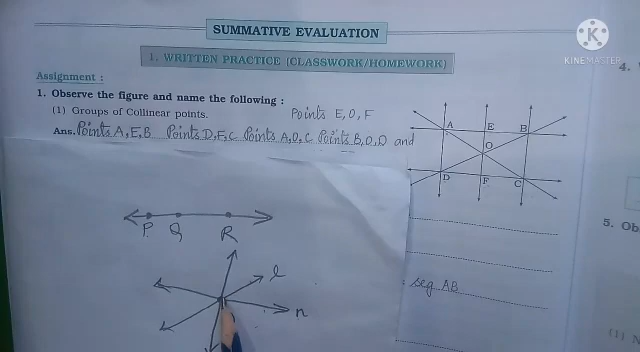 SUMMATIVE EVALUATION
K
KINEMASTER
1. WRITTEN PRACTICE (CLASSWORK/HOMEWORK)
4.
Assignment :
1. Observe the figure and name the following :
(1) Groups of Collinear points. Points E, O, F
Ans. Points A, E, B Points D, F, C Points A, O, C Points B, O, D and
A E B
O
D F C
P Q R
5. Ob
l
seg AB
n
(1) N